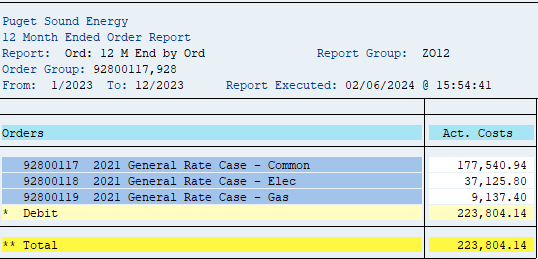 Puget Sound Energy
12 Month Ended Order Report
Report: Ord: 12 M End by Ord Report Group: ZO12
Order Group: 92800117,928
From: 1/2023 To: 12/2023 Report Executed: 02/06/2024 @ 15:54:41
Orders Act. Costs
92800117 2021 General Rate Case - Common 177,540.94
92800118 2021 General Rate Case - Elec 37,125.80
92800119 2021 General Rate Case - Gas 9,137.40
* Debit 223,804.14
** Total 223,804.14